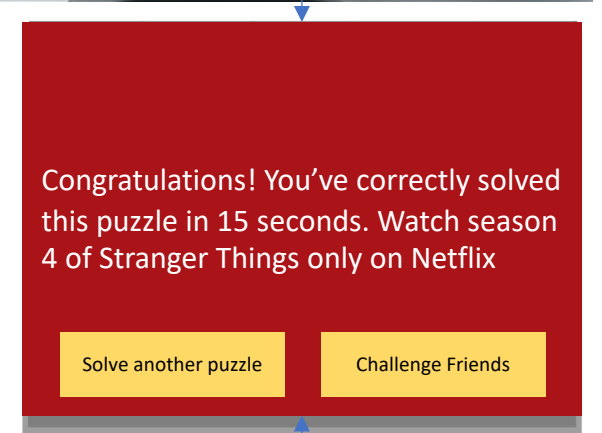 Congratulations! You’ve correctly solved
this puzzle in 15 seconds. Watch season
4 of Stranger Things only on Netflix
Solve another puzzle
Challenge Friends